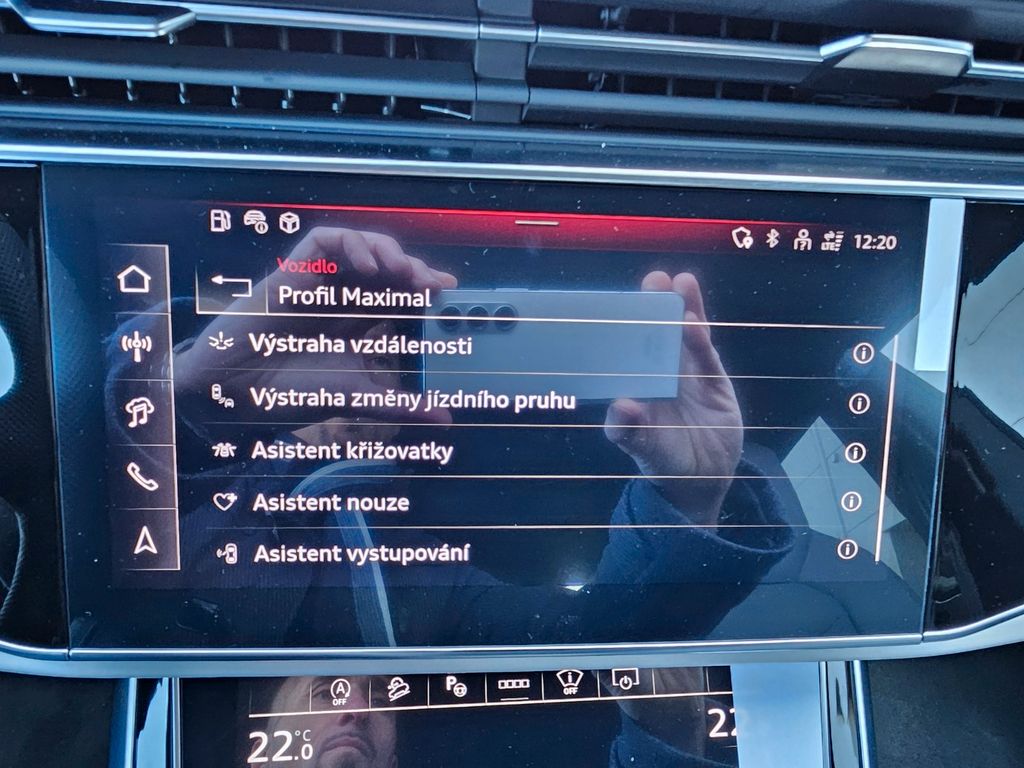 LTE
12:20
Vozidlo
Profil Maximal
Výstraha vzdálenosti
Výstraha změny jízdního pruhu
Asistent křižovatky
Asistent nouze
Asistent vystupování
A
OFF
P
OFF
22.0 °C
22